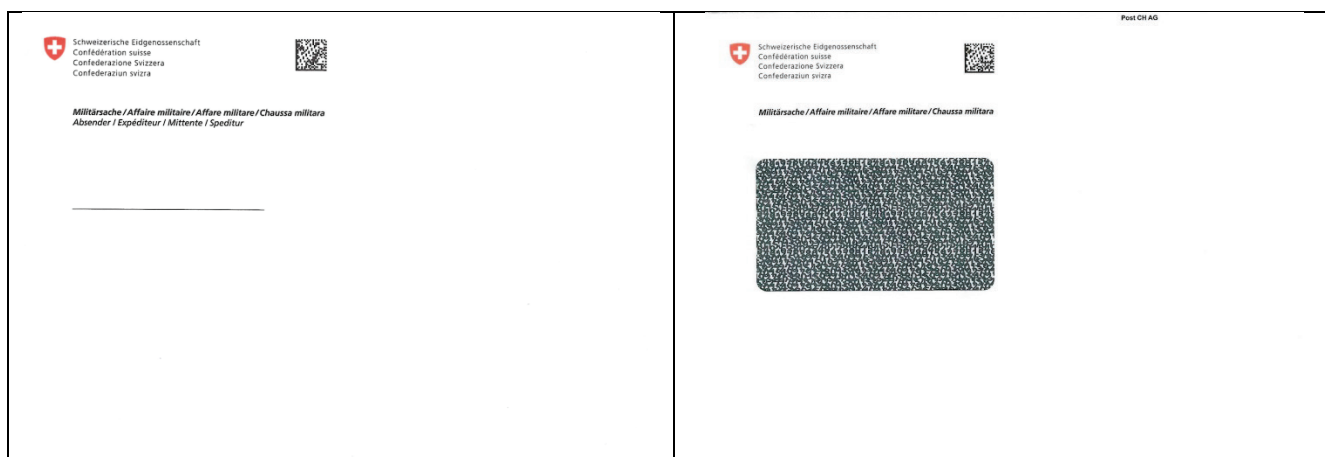 Schweizerische Eidgenossenschaft
Confédération suisse
Confederazione Svizzera
Confederaziun svizra
Militärsache / Affaire militaire / Affare militare / Chaussa militara
Absender / Expéditeur / Mittente / Speditur
Post CH AG
Schweizerische Eidgenossenschaft
Confédération suisse
Confederazione Svizzera
Confederaziun svizra
Militärsache / Affaire militaire / Affare militare / Chaussa militara